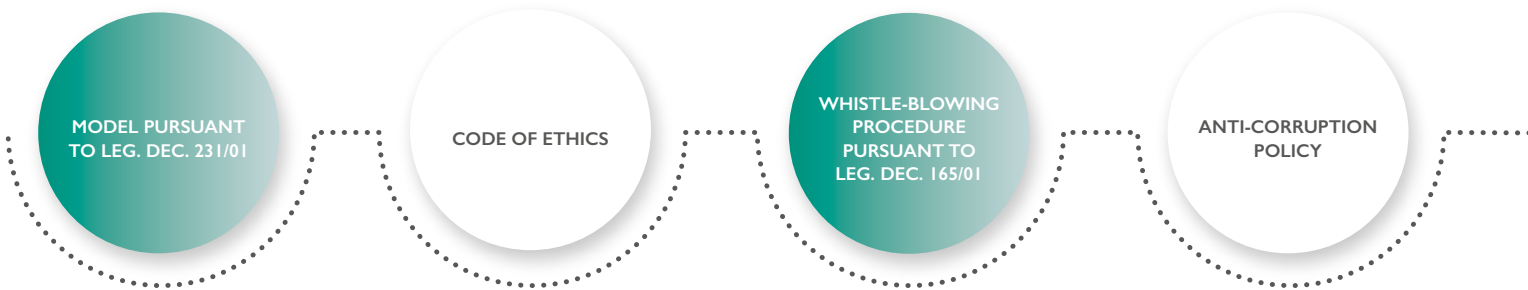 MODEL PURSUANT
TO LEG. DEC. 231/01
CODE OF ETHICS
WHISTLE-BLOWING
PROCEDURE
PURSUANT TO
LEG. DEC. 165/01
ANTI-CORRUPTION
POLICY